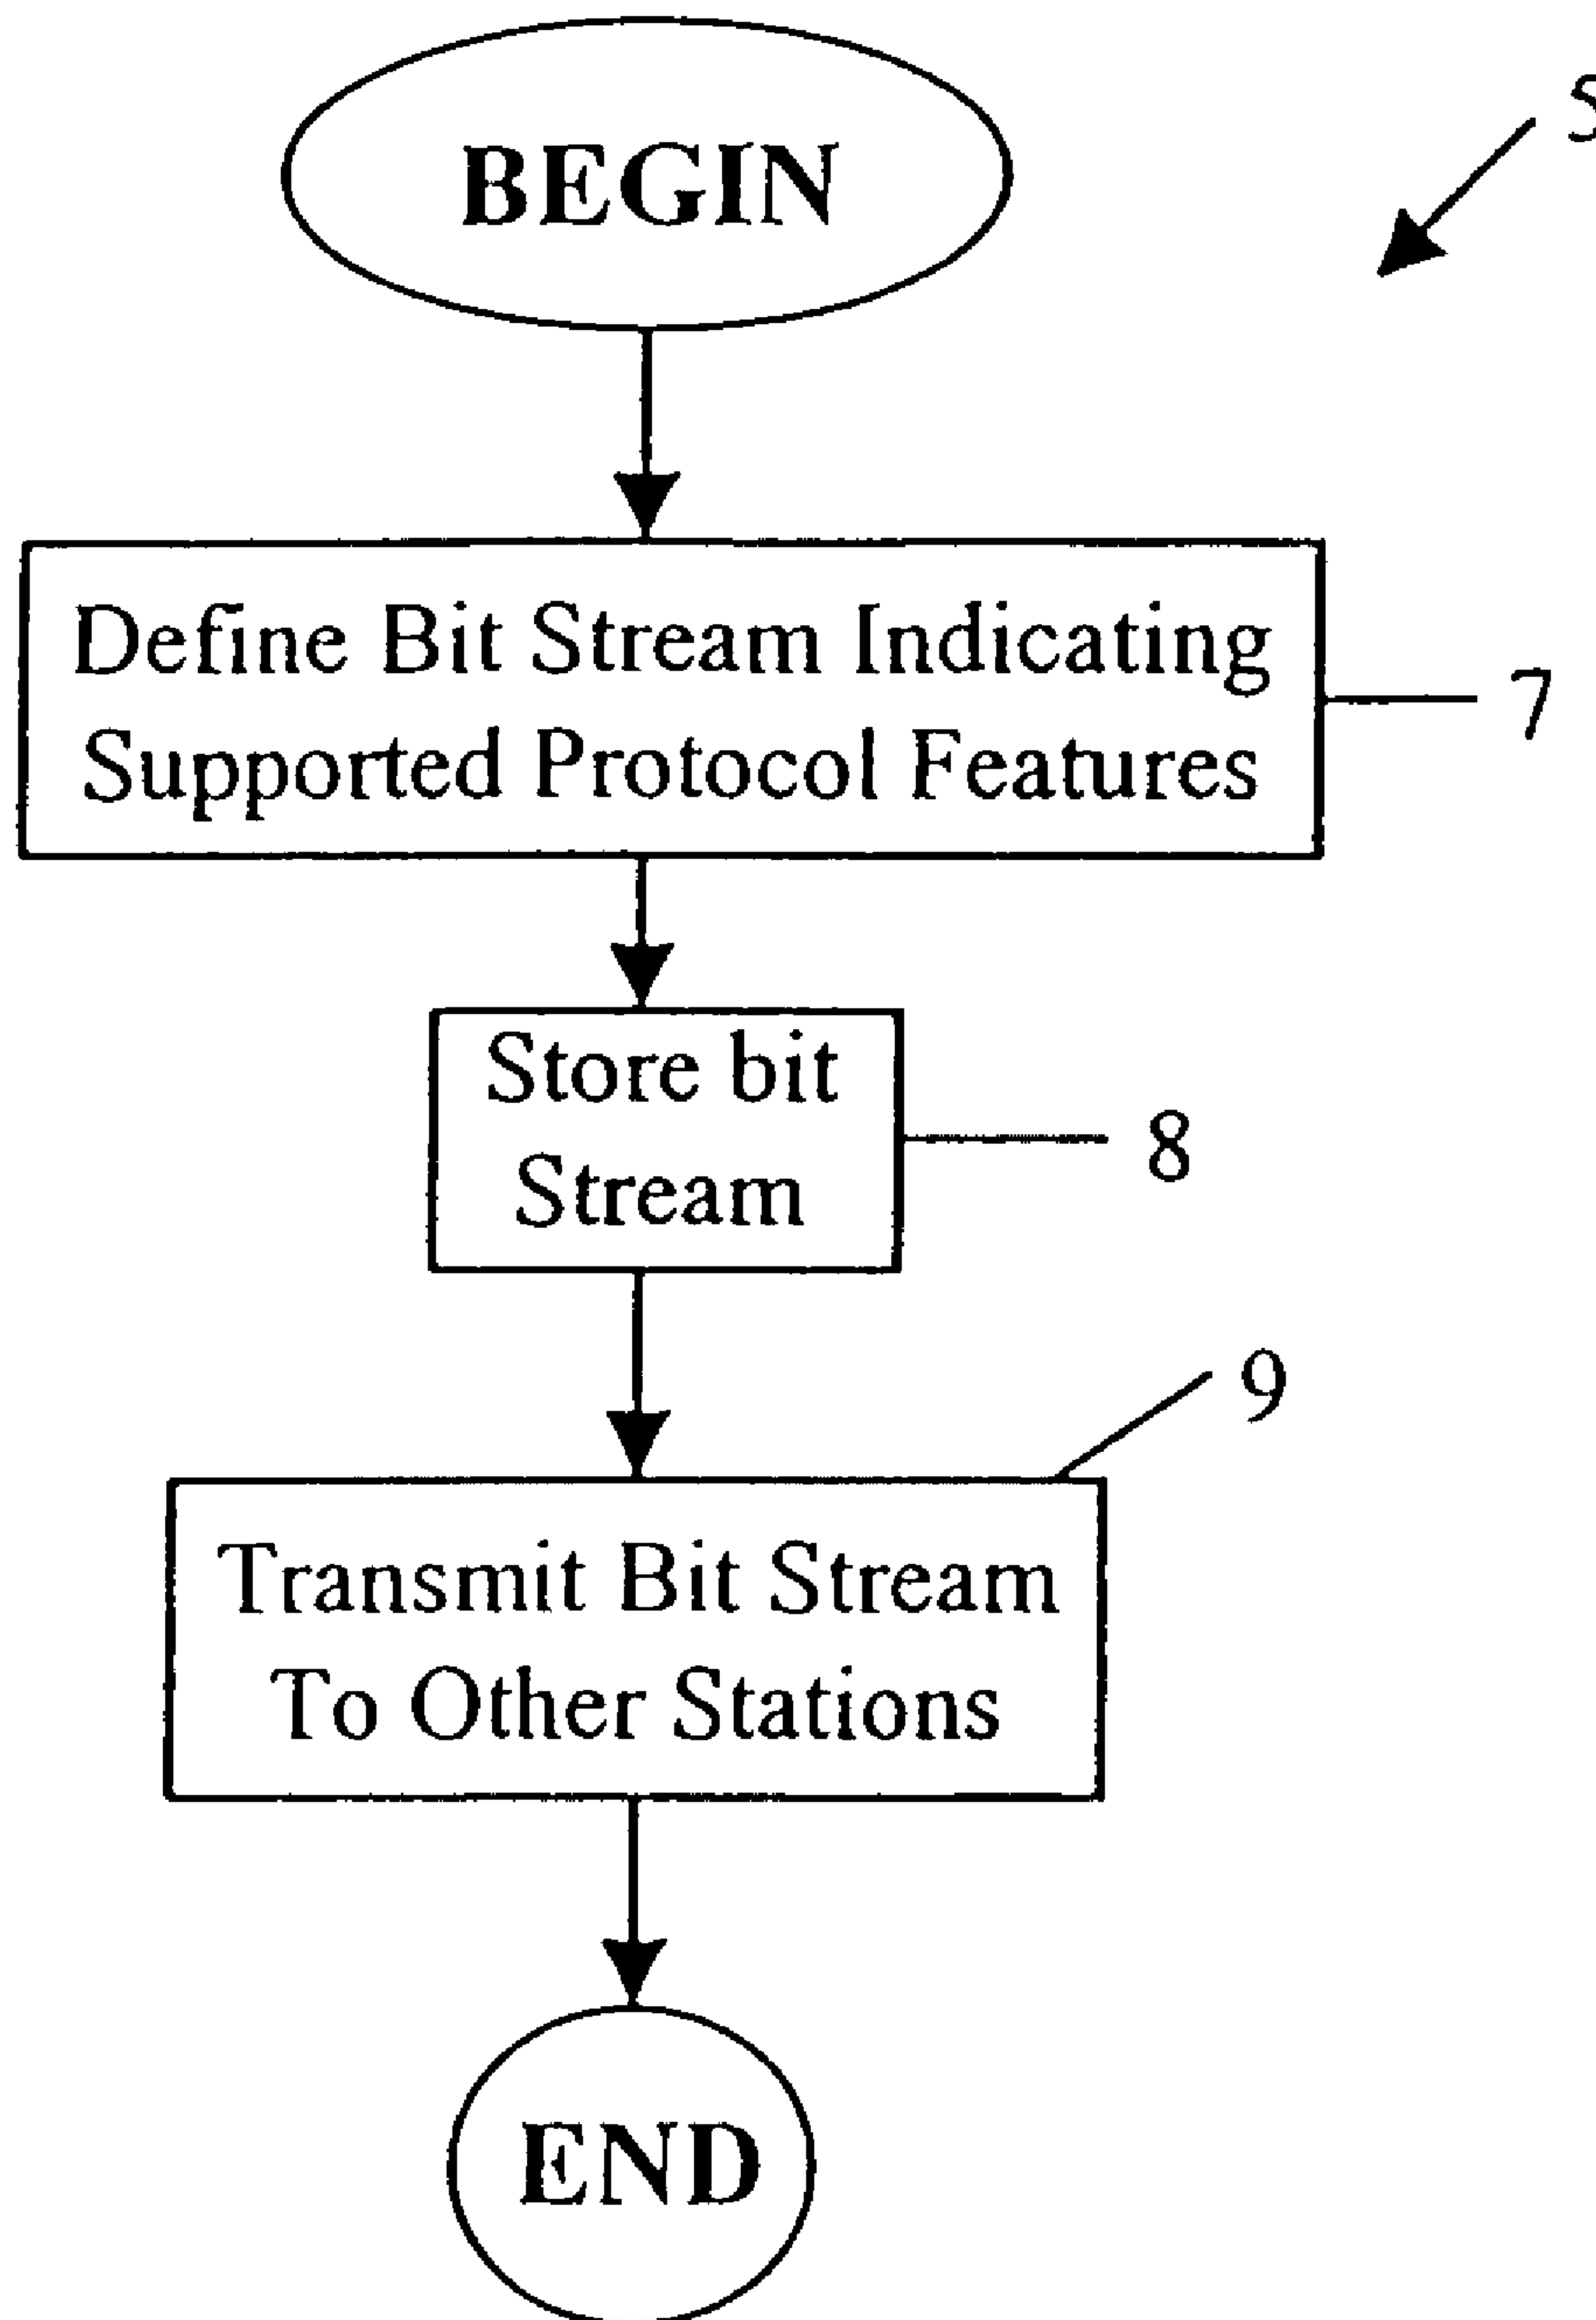 BEGIN
5
Define Bit Stream Indicating
Supported Protocol Features
7
Store bit
Stream
8
9
Transmit Bit Stream
To Other Stations
END